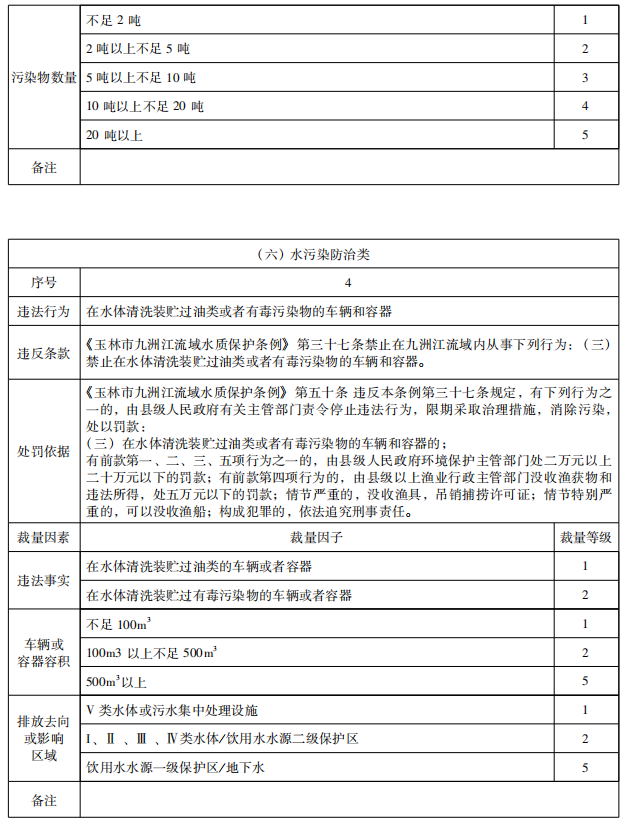 污染物数量
不足 2 吨
1
2 吨以上不足 5 吨
2
5 吨以上不足 10 吨
3
10 吨以上不足 20 吨
4
20 吨以上
5
备注
（六）水污染防治类
序号
4
违法行为
在水体清洗装贮过油类或者有毒污染物的车辆和容器
违反条款
《玉林市九洲江流域水质保护条例》第三十七条禁止在九洲江流域内从事下列行为：（三）
禁止在水体清洗装贮过油类或者有毒污染物的车辆和容器。
处罚依据
《玉林市九洲江流域水质保护条例》第五十条 违反本条例第三十七条规定，有下列行为之
一的，由县级人民政府有关主管部门责令停止违法行为，限期采取治理措施，消除污染，
处以罚款：
（三）在水体清洗装贮过油类或者有毒污染物的车辆和容器的；
有前款第一、二、三、五项行为之一的，由县级人民政府环境保护主管部门处二万元以上
二十万元以下的罚款；有前款第四项行为的，由县级以上渔业行政主管部门没收渔获物和
违法所得，处五万元以下的罚款；情节严重的，没收渔具，吊销捕捞许可证；情节特别严
重的，可以没收渔船；构成犯罪的，依法追究刑事责任。
裁量因素
裁量因子
裁量等级
违法事实
在水体清洗装贮过油类的车辆或者容器
1
在水体清洗装贮过有毒污染物的车辆或者容器
2
车辆或
容器容积
不足 100m³
1
100m3 以上不足 500m³
2
500m³以上
5
排放去向
或影响
区域
Ⅴ 类水体或污水集中处理设施
1
Ⅰ、Ⅱ 、Ⅲ 、Ⅳ类水体/饮用水水源二级保护区
2
饮用水水源一级保护区/地下水
5
备注